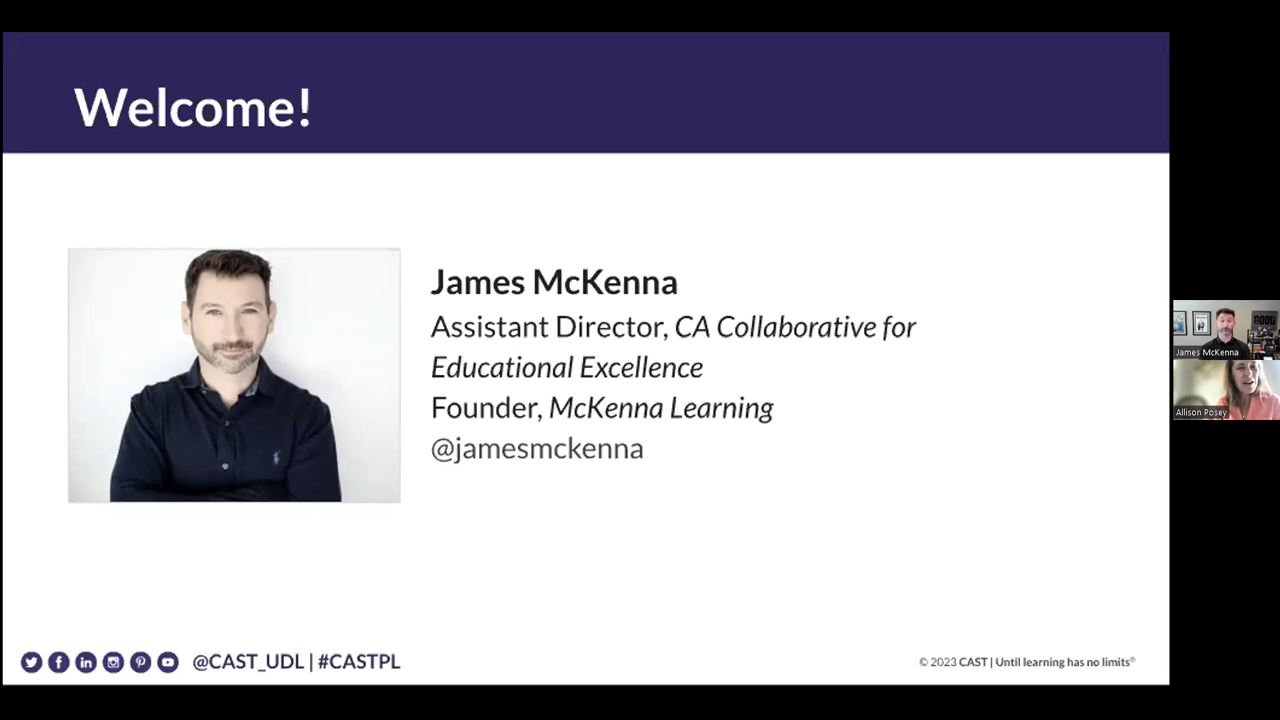 Welcome!
James McKenna
Assistant Director, CA Collaborative for
Educational Excellence
Founder, McKenna Learning
@jamesmckenna
GOOD
James McKenna
Allison Posey
@CAST_UDL | #CASTPL
© 2023 CAST | Until learning has no limits®